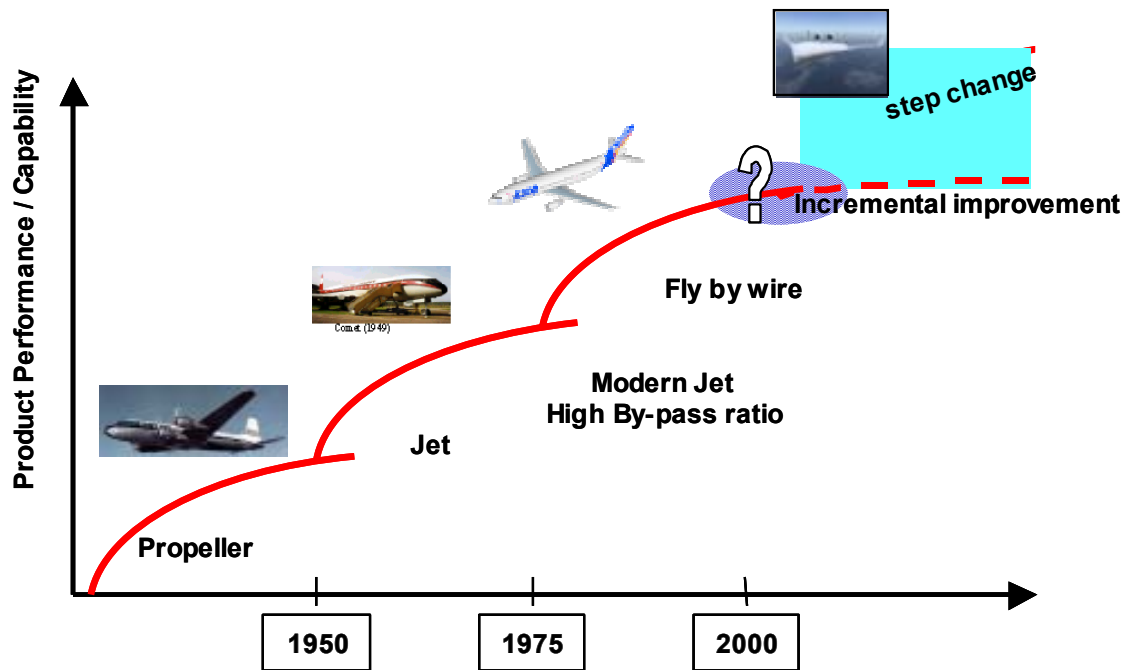 Product Performance / Capability
step change
?
Incremental improvement
Fly by wire
Comet (1949)
Modern Jet
High By-pass ratio
Jet
Propeller
1950
1975
2000